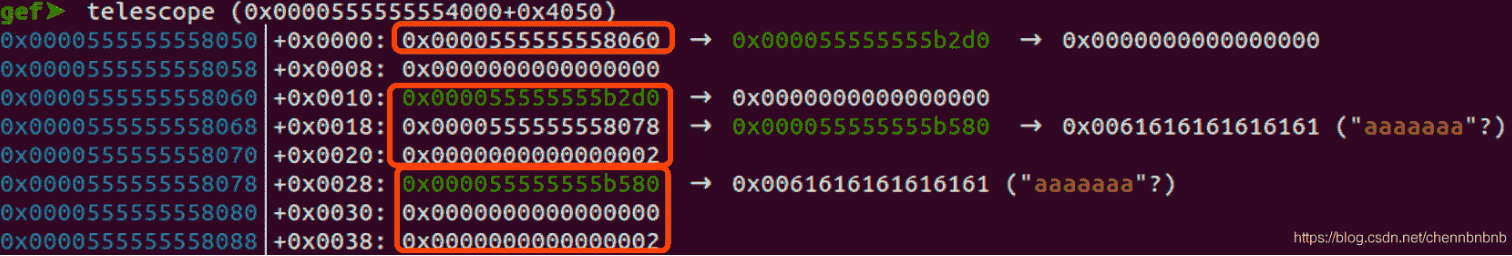 gef➤ telescope (0x0000555555554000+0x4050)
0x0000555555558050│+0x0000: 0x0000555555558060 → 0x000055555555b2d0 → 0x0000000000000000
0x0000555555558058│+0x0008: 0x0000000000000000
0x0000555555558060│+0x0010: 0x000055555555b2d0 → 0x0000000000000000
0x0000555555558068│+0x0018: 0x0000555555558078 → 0x000055555555b580 → 0x0061616161616161 ("aaaaaaa"?)
0x0000555555558070│+0x0020: 0x0000000000000002
0x0000555555558078│+0x0028: 0x000055555555b580 → 0x0061616161616161 ("aaaaaaa"?)
0x0000555555558080│+0x0030: 0x0000000000000000
0x0000555555558088│+0x0038: 0x0000000000000002
https://blog.csdn.net/chennbnbnb